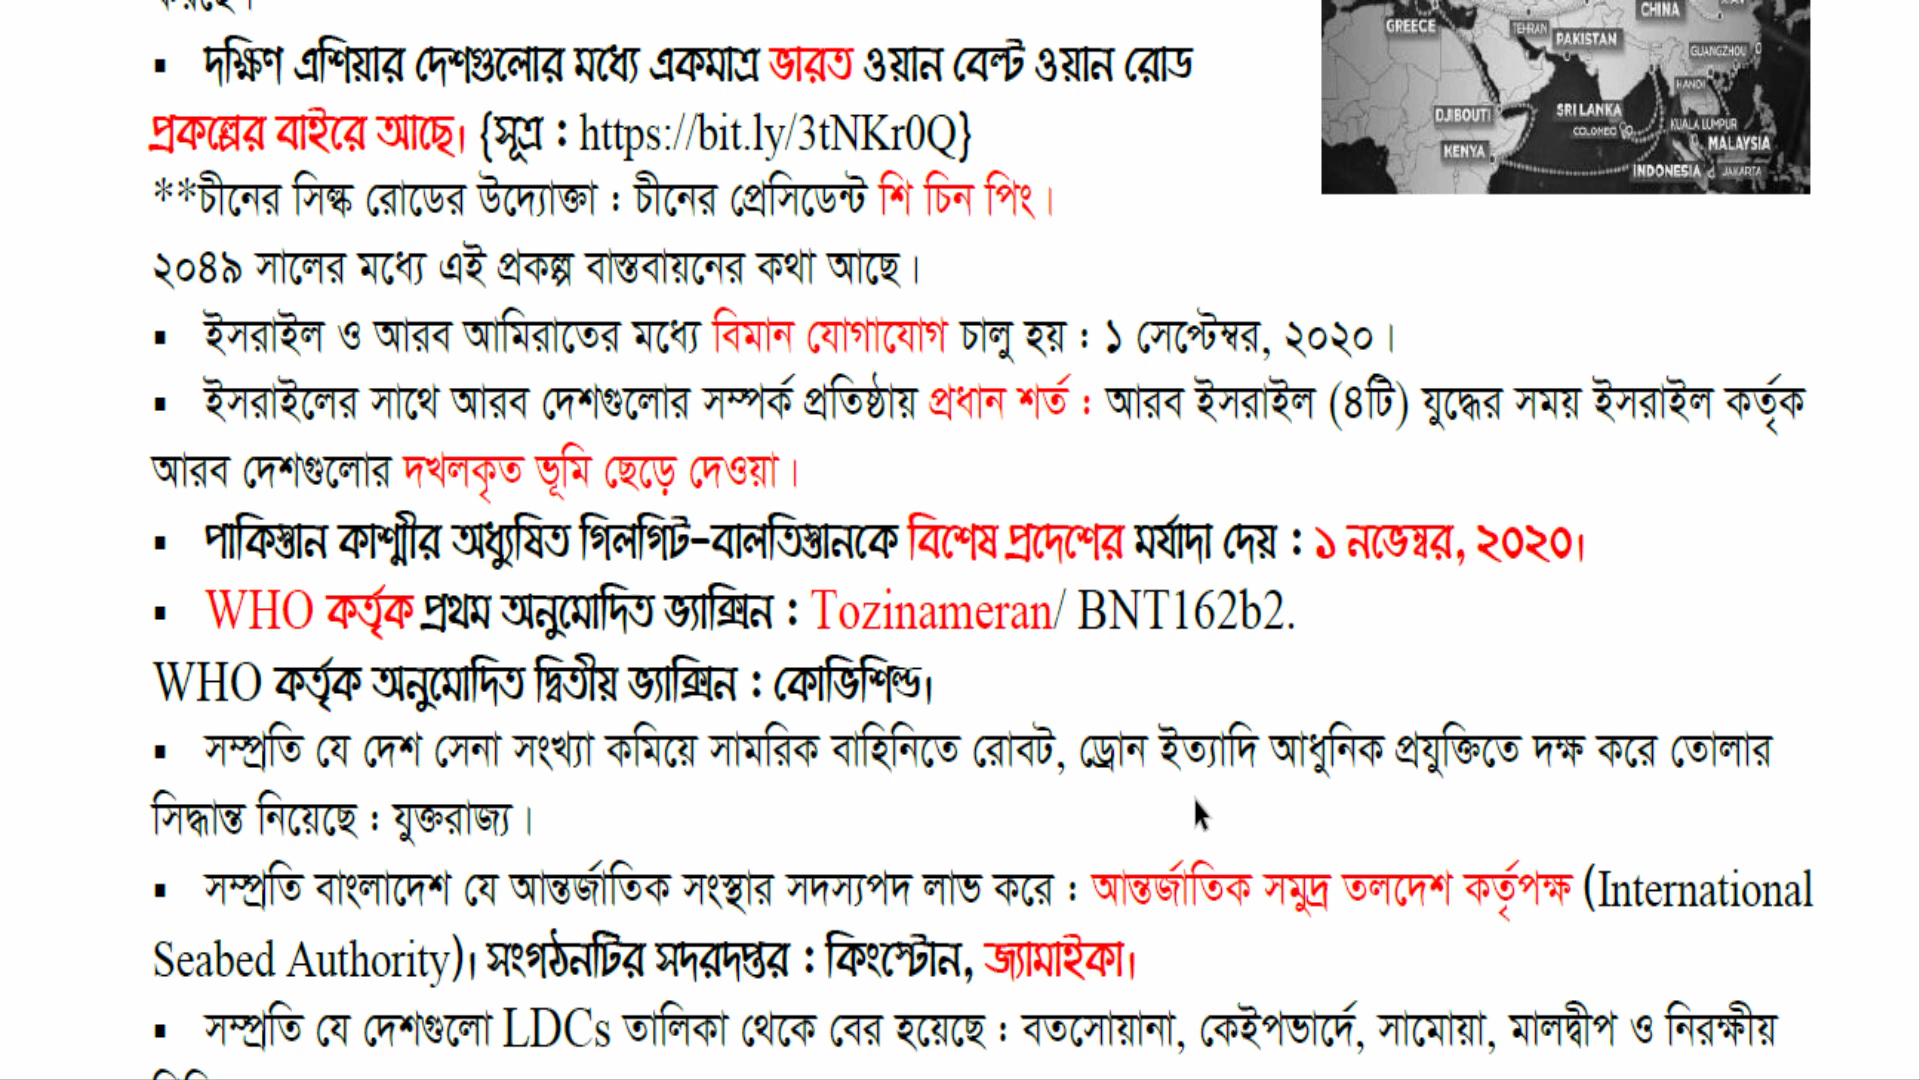 করছে।
▪ দক্ষিণ এশিয়ার দেশগুলোর মধ্যে একমাত্র ভারত ওয়ান বেল্ট ওয়ান রোড
প্রকল্পের বাইরে আছে। {সূত্র : https://bit.ly/3tNKr0Q}
**চীনের সিল্ক রোডের উদ্যোক্তা : চীনের প্রেসিডেন্ট শি চিন পিং।
২০৪৯ সালের মধ্যে এই প্রকল্প বাস্তবায়নের কথা আছে।
▪ ইসরাইল ও আরব আমিরাতের মধ্যে বিমান যোগাযোগ চালু হয় : ১ সেপ্টেম্বর, ২০২০।
▪ ইসরাইলের সাথে আরব দেশগুলোর সম্পর্ক প্রতিষ্ঠায় প্রধান শর্ত : আরব ইসরাইল (৪টি) যুদ্ধের সময় ইসরাইল কর্তৃক
আরব দেশগুলোর দখলকৃত ভূমি ছেড়ে দেওয়া।
▪ পাকিস্তান কাশ্মীর অধ্যুষিত গিলগিট-বালতিস্তানকে বিশেষ প্রদেশের মর্যাদা দেয় : ১ নভেম্বর, ২০২০।
▪ WHO কর্তৃক প্রথম অনুমোদিত ভ্যাক্সিন : Tozinameran/ BNT162b2.
WHO কর্তৃক অনুমোদিত দ্বিতীয় ভ্যাক্সিন : কোভিশিল্ড।
▪ সম্প্রতি যে দেশ সেনা সংখ্যা কমিয়ে সামরিক বাহিনিতে রোবট, ড্রোন ইত্যাদি আধুনিক প্রযুক্তিতে দক্ষ করে তোলার
সিদ্ধান্ত নিয়েছে : যুক্তরাজ্য।
▪ সম্প্রতি বাংলাদেশ যে আন্তর্জাতিক সংস্থার সদস্যপদ লাভ করে : আন্তর্জাতিক সমুদ্র তলদেশ কর্তৃপক্ষ (International
Seabed Authority)। সংগঠনটির সদরদপ্তর : কিংস্টোন, জ্যামাইকা।
▪ সম্প্রতি যে দেশগুলো LDCs তালিকা থেকে বের হয়েছে : বতসোয়ানা, কেইপভার্দে, সামোয়া, মালদ্বীপ ও নিরক্ষীয়
CHINA
GREECE
TEHRAN
PAKISTAN
GUANGZHOU
HANOI
DJIBOUTI
SRI LANKA
COLOMBO
KUALA LUMPUR
MALAYSIA
KENYA
INDONESIA
JAKARTA